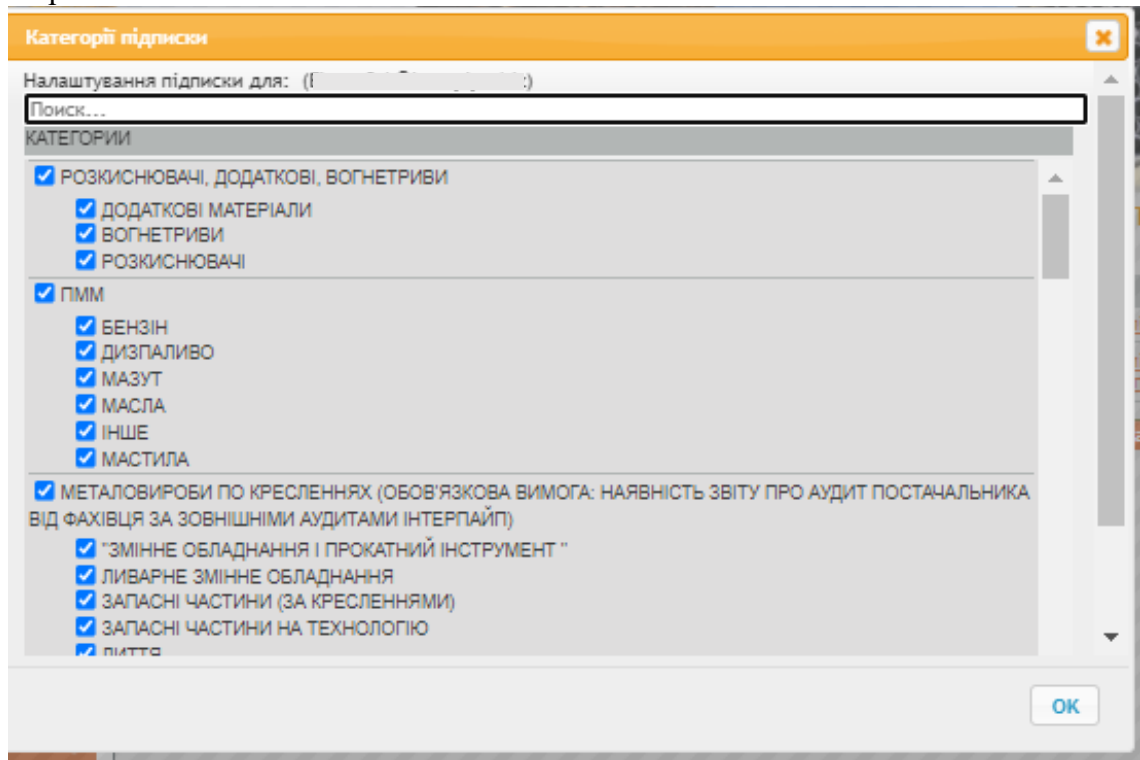 Категорії підписки
Налаштування підписки для:
Поиск...
КАТЕГОРИИ
РОЗКИСНЮВАЧІ, ДОДАТКОВІ, ВОГНЕТРИВИ
ДОДАТКОВІ МАТЕРІАЛИ
ВОГНЕТРИВИ
РОЗКИСНЮВАЧІ
ПММ
БЕНЗІН
ДИЗПАЛИВО
МАЗУТ
МАСЛА
ІНШЕ
МАСТИЛА
МЕТАЛОВИРОБИ ПО КРЕСЛЕННЯХ (ОБОВ'ЯЗКОВА ВИМОГА: НАЯВНІСТЬ ЗВІТУ ПРО АУДИТ ПОСТАЧАЛЬНИКА
ВІД ФАХІВЦЯ ЗА ЗОВНІШНІМИ АУДИТАМИ ІНТЕРПАЙП)
"ЗМІННЕ ОБЛАДНАННЯ І ПРОКАТНИЙ ІНСТРУМЕНТ "
ЛИВАРНЕ ЗМІННЕ ОБЛАДНАННЯ
ЗАПАСНІ ЧАСТИНИ (ЗА КРЕСЛЕННЯМИ)
ЗАПАСНІ ЧАСТИНИ НА ТЕХНОЛОГІЮ
ЛИТТЯ
OK